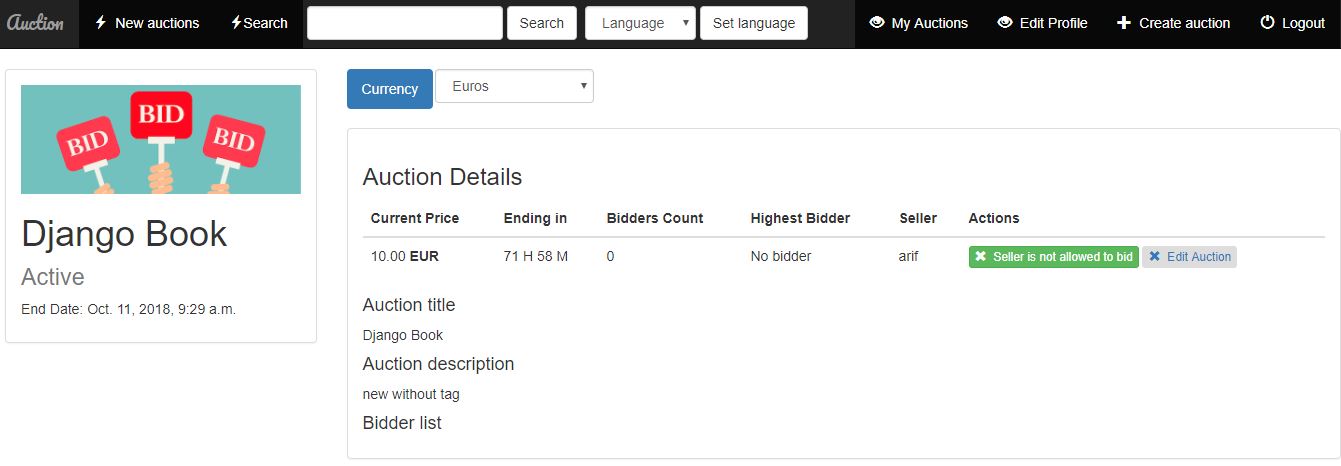 Auction New auctions Search Search Language Set language My Auctions Edit Profile Create auction Logout
BID BID BID
Django Book
Active
End Date: Oct. 11, 2018, 9:29 a.m.
Currency Euros
Auction Details
Current Price Ending in Bidders Count Highest Bidder Seller Actions
10.00 EUR 71 H 58 M 0 No bidder arif Seller is not allowed to bid Edit Auction
Auction title
Django Book
Auction description
new without tag
Bidder list